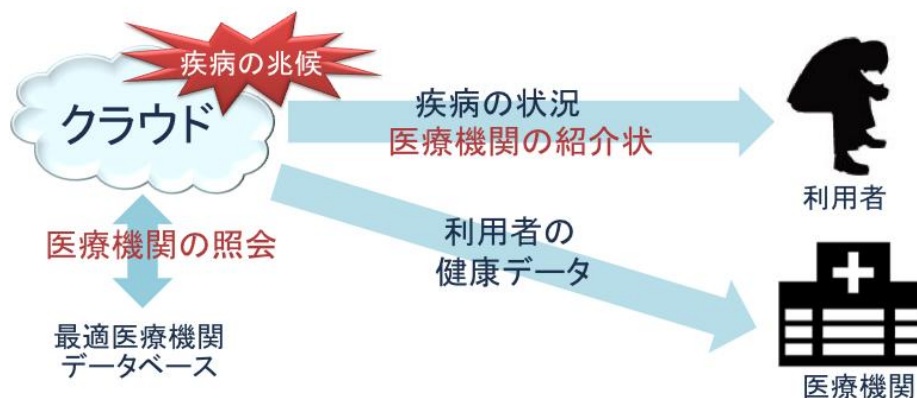 疾病の兆候
クラウド
疾病の状況
医療機関の紹介状
利用者
医療機関の照会
利用者の
健康データ
最適医療機関
データベース
医療機関